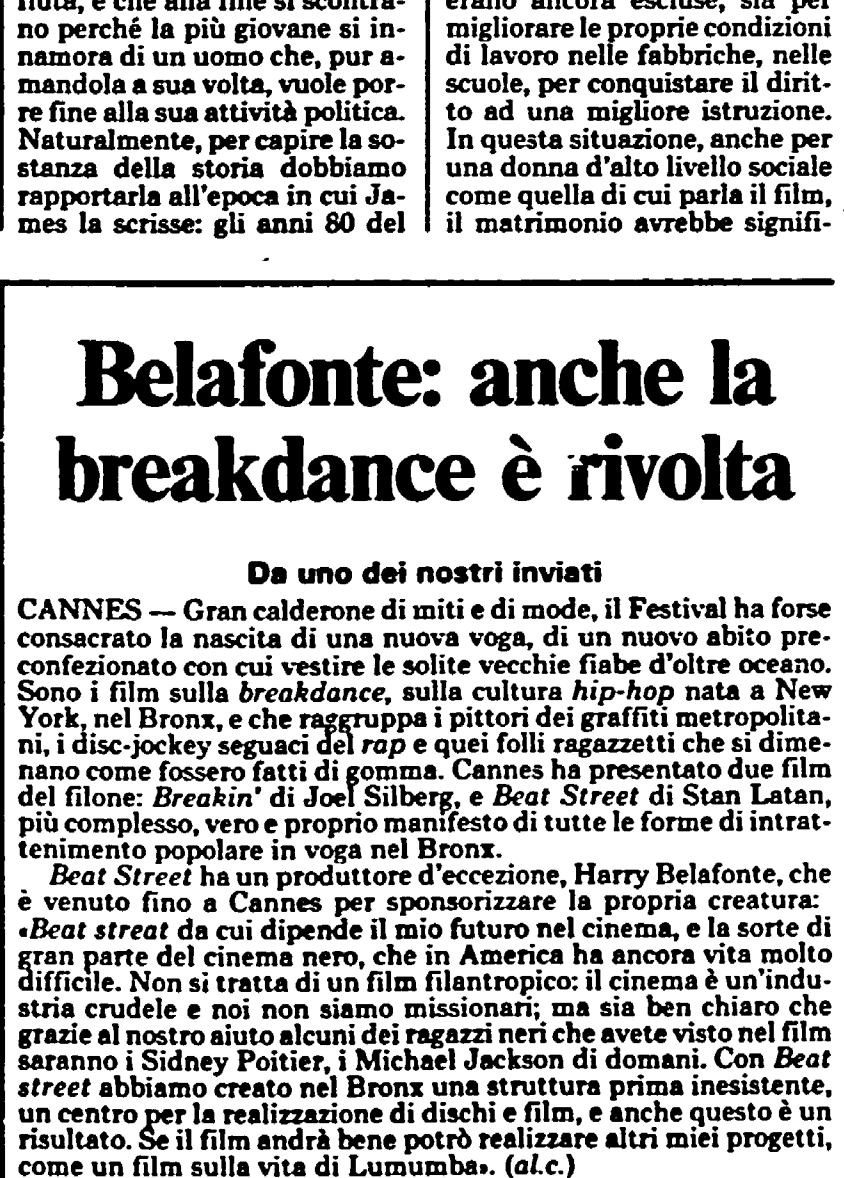 no perché la più giovane si in-
namora di un uomo che, pur a-
mandola a sua volta, vuole por-
re fine alla sua attività politica.
Naturalmente, per capire la so-
stanza della storia dobbiamo
rapportarla all'epoca in cui Ja-
mes la scrisse: gli anni 80 del
erano ancora escluse, sia per
migliorare le proprie condizioni
di lavoro nelle fabbriche, nelle
scuole, per conquistare il dirit-
to ad una migliore istruzione.
In questa situazione, anche per
una donna d'alto livello sociale
come quella di cui parla il film,
il matrimonio avrebbe signifi-
Belafonte: anche la
breakdance è rivolta
Da uno dei nostri inviati
CANNES — Gran calderone di miti e di mode, il Festival ha forse
consacrato la nascita di una nuova voga, di un nuovo abito pre-
confezionato con cui vestire le solite vecchie fiabe d'oltre oceano.
Sono i film sulla breakdance, sulla cultura hip-hop nata a New
York, nel Bronx, e che raggruppa i pittori dei graffiti metropolita-
ni, i disc-jockey seguaci del rap e quei folli ragazzetti che si dime-
nano come fossero fatti di gomma. Cannes ha presentato due film
del filone: Breakin' di Joel Silberg, e Beat Street di Stan Latan,
più complesso, vero e proprio manifesto di tutte le forme di intrat-
tenimento popolare in voga nel Bronx.
Beat Street ha un produttore d'eccezione, Harry Belafonte, che
è venuto fino a Cannes per sponsorizzare la propria creatura:
«Beat streat da cui dipende il mio futuro nel cinema, e la sorte di
gran parte del cinema nero, che in America ha ancora vita molto
difficile. Non si tratta di un film filantropico: il cinema è un'indu-
stria crudele e noi non siamo missionari; ma sia ben chiaro che
grazie al nostro aiuto alcuni dei ragazzi neri che avete visto nel film
saranno i Sidney Poitier, i Michael Jackson di domani. Con Beat
street abbiamo creato nel Bronx una struttura prima inesistente,
un centro per la realizzazione di dischi e film, e anche questo è un
risultato. Se il film andrà bene potrò realizzare altri miei progetti,
come un film sulla vita di Lumumba». (al.c.)